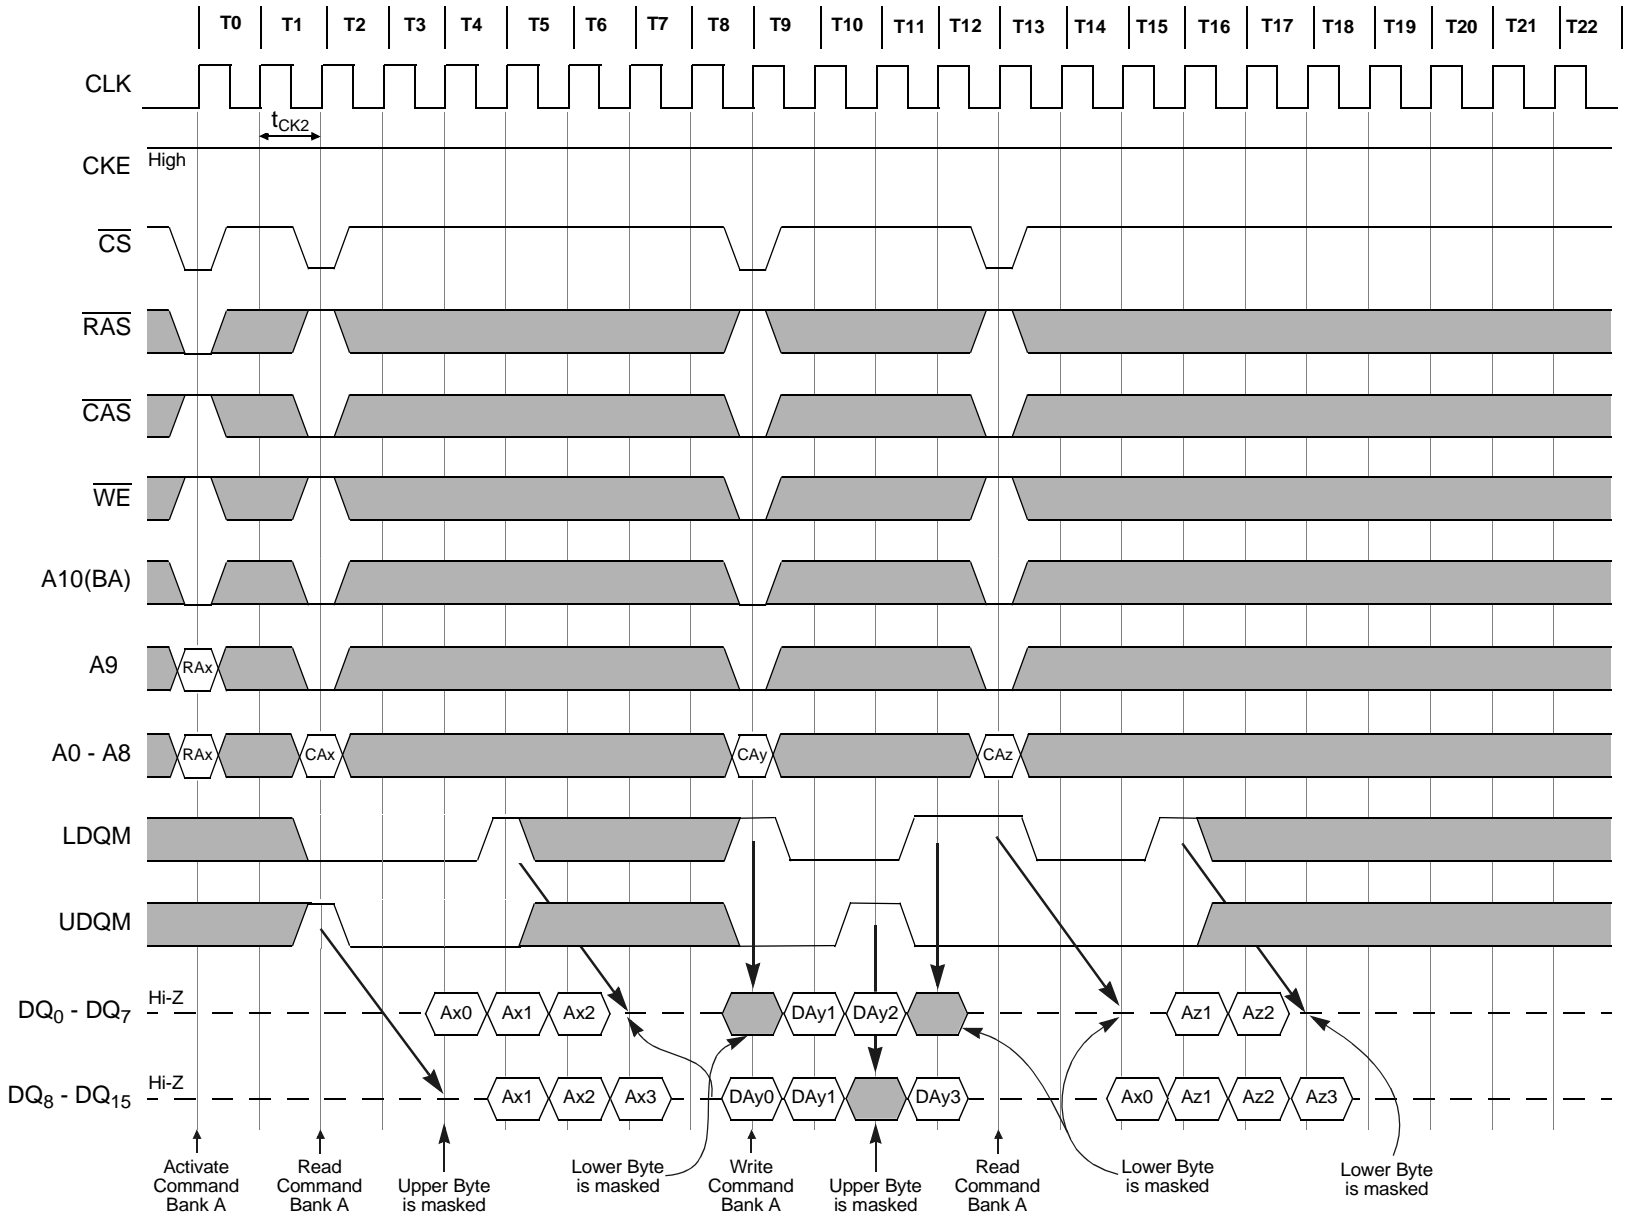 T0 T1 T2 T3 T4 T5 T6 T7 T8 T9 T10 T11 T12 T13 T14 T15 T16 T17 T18 T19 T20 T21 T22
CLK
tCK2
CKE High
CS
RAS
CAS
WE
A10(BA)
A9 RAx
A0 - A8 RAx CAx CAy CAz
LDQM
UDQM
DQ0 - DQ7 Hi-Z Ax0 Ax1 Ax2 DAy1 DAy2 Az1 Az2
DQ8 - DQ15 Hi-Z Ax1 Ax2 Ax3 DAy0 DAy1 DAy3 Ax0 Az1 Az2 Az3
Activate
Command
Bank A
Read
Command
Bank A
Upper Byte
is masked
Lower Byte
is masked
Write
Command
Bank A
Upper Byte
is masked
Read
Command
Bank A
Lower Byte
is masked
Lower Byte
is masked